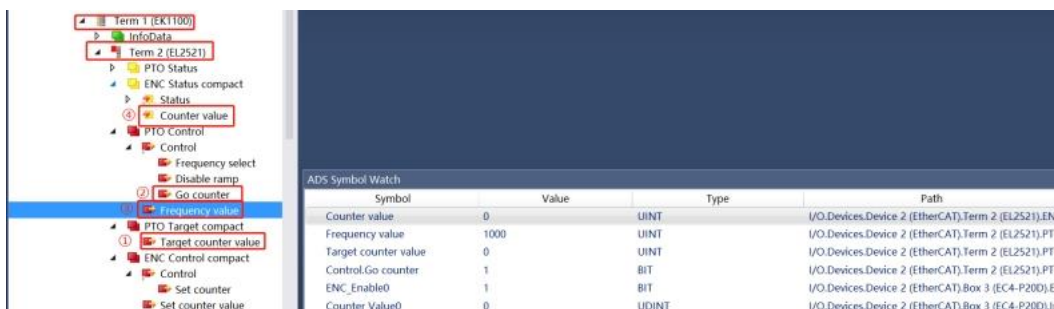 Term 1 (EK1100)
InfoData
Term 2 (EL2521)
PTO Status
ENC Status compact
Status
④ Counter value
PTO Control
Control
Frequency select
Disable ramp
② Go counter
③ Frequency value
PTO Target compact
① Target counter value
ENC Control compact
Control
Set counter
Set counter value
ADS Symbol Watch
Symbol Value Type Path
Counter value 0 UINT I/O.Devices.Device 2 (EtherCAT).Term 2 (EL2521).EN
Frequency value 1000 UINT I/O.Devices.Device 2 (EtherCAT).Term 2 (EL2521).PT
Target counter value 0 UINT I/O.Devices.Device 2 (EtherCAT).Term 2 (EL2521).PT
Control.Go counter 1 BIT I/O.Devices.Device 2 (EtherCAT).Term 2 (EL2521).PT
ENC_Enable0 1 BIT I/O.Devices.Device 2 (EtherCAT).Box 3 (EC4-P20D).E
Counter Value0 0 UDINT I/O.Devices.Device 2 (EtherCAT).Box 3 (EC4-P20D).I